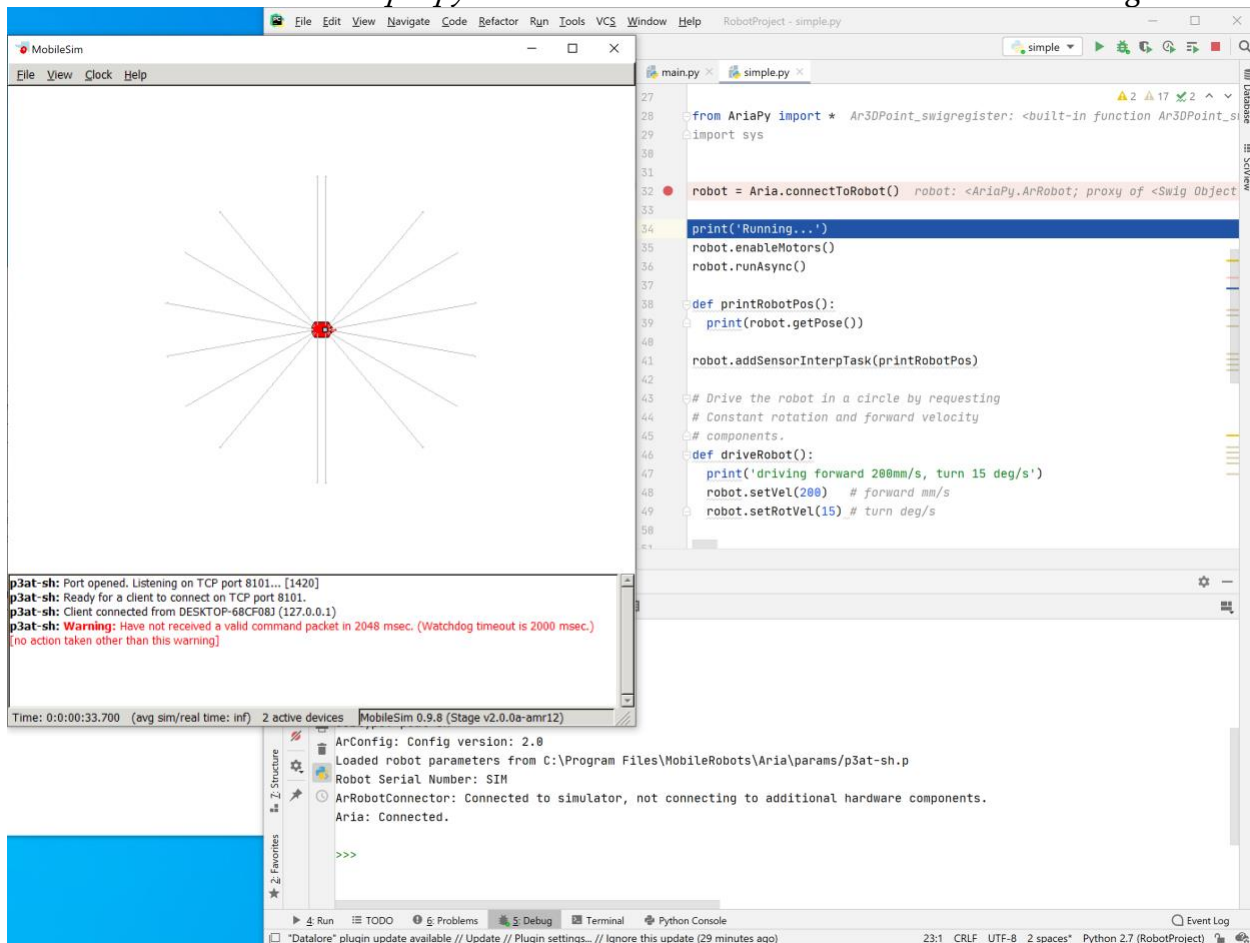 File Edit View Navigate Code Refactor Run Tools VCS Window Help RobotProject - simple.py
MobileSim
File View Clock Help
simple
main.py simple.py
2 17 2
27
28 from AriaPy import * Ar3DPoint_swigregister: <built-in function Ar3DPoint_s
29 import sys
30
31
32 robot = Aria.connectToRobot() robot: <AriaPy.ArRobot; proxy of <Swig Object
33
34 print('Running...')
35 robot.enableMotors()
36 robot.runAsync()
37
38 def printRobotPos():
39 print(robot.getPose())
40
41 robot.addSensorInterpTask(printRobotPos)
42
43 # Drive the robot in a circle by requesting
44 # Constant rotation and forward velocity
45 # components.
46 def driveRobot():
47 print('driving forward 200mm/s, turn 15 deg/s')
48 robot.setVel(200) # forward mm/s
49 robot.setRotVel(15) # turn deg/s
50
51
Database
SciView
p3at-sh: Port opened. Listening on TCP port 8101... [1420]
p3at-sh: Ready for a client to connect on TCP port 8101.
p3at-sh: Client connected from DESKTOP-68CF08J (127.0.0.1)
p3at-sh: Warning: Have not received a valid command packet in 2048 msec. (Watchdog timeout is 2000 msec.)
[no action taken other than this warning]
Time: 0:0:00:33.700 (avg sim/real time: inf) 2 active devices MobileSim 0.9.8 (Stage v2.0.0a-amr12)
ArConfig: Config version: 2.0
Loaded robot parameters from C:\Program Files\MobileRobots\Aria\params/p3at-sh.p
Robot Serial Number: SIM
ArRobotConnector: Connected to simulator, not connecting to additional hardware components.
Aria: Connected.
>>>
7: Structure
2: Favorites
4: Run TODO 6: Problems 5: Debug Terminal Python Console Event Log
"Datalore" plugin update available // Update // Plugin settings... // Ignore this update (29 minutes ago) 23:1 CRLF UTF-8 2 spaces* Python 2.7 (RobotProject)